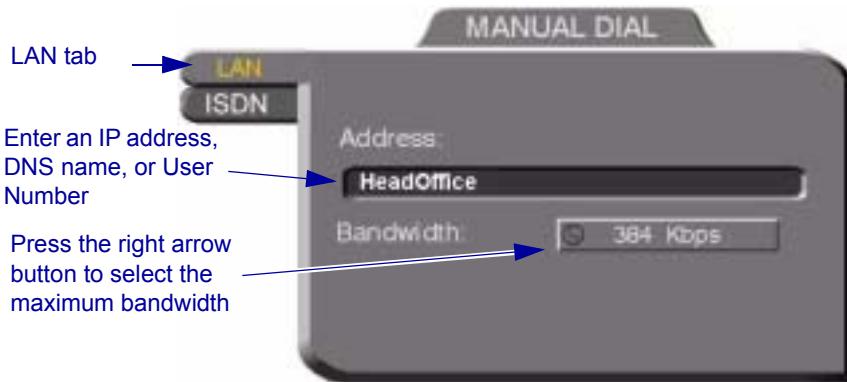 MANUAL DIAL
LAN tab
LAN
ISDN
Enter an IP address,
DNS name, or User
Number
Address:
HeadOffice
Press the right arrow
button to select the
maximum bandwidth
Bandwidth:
384 Kbps